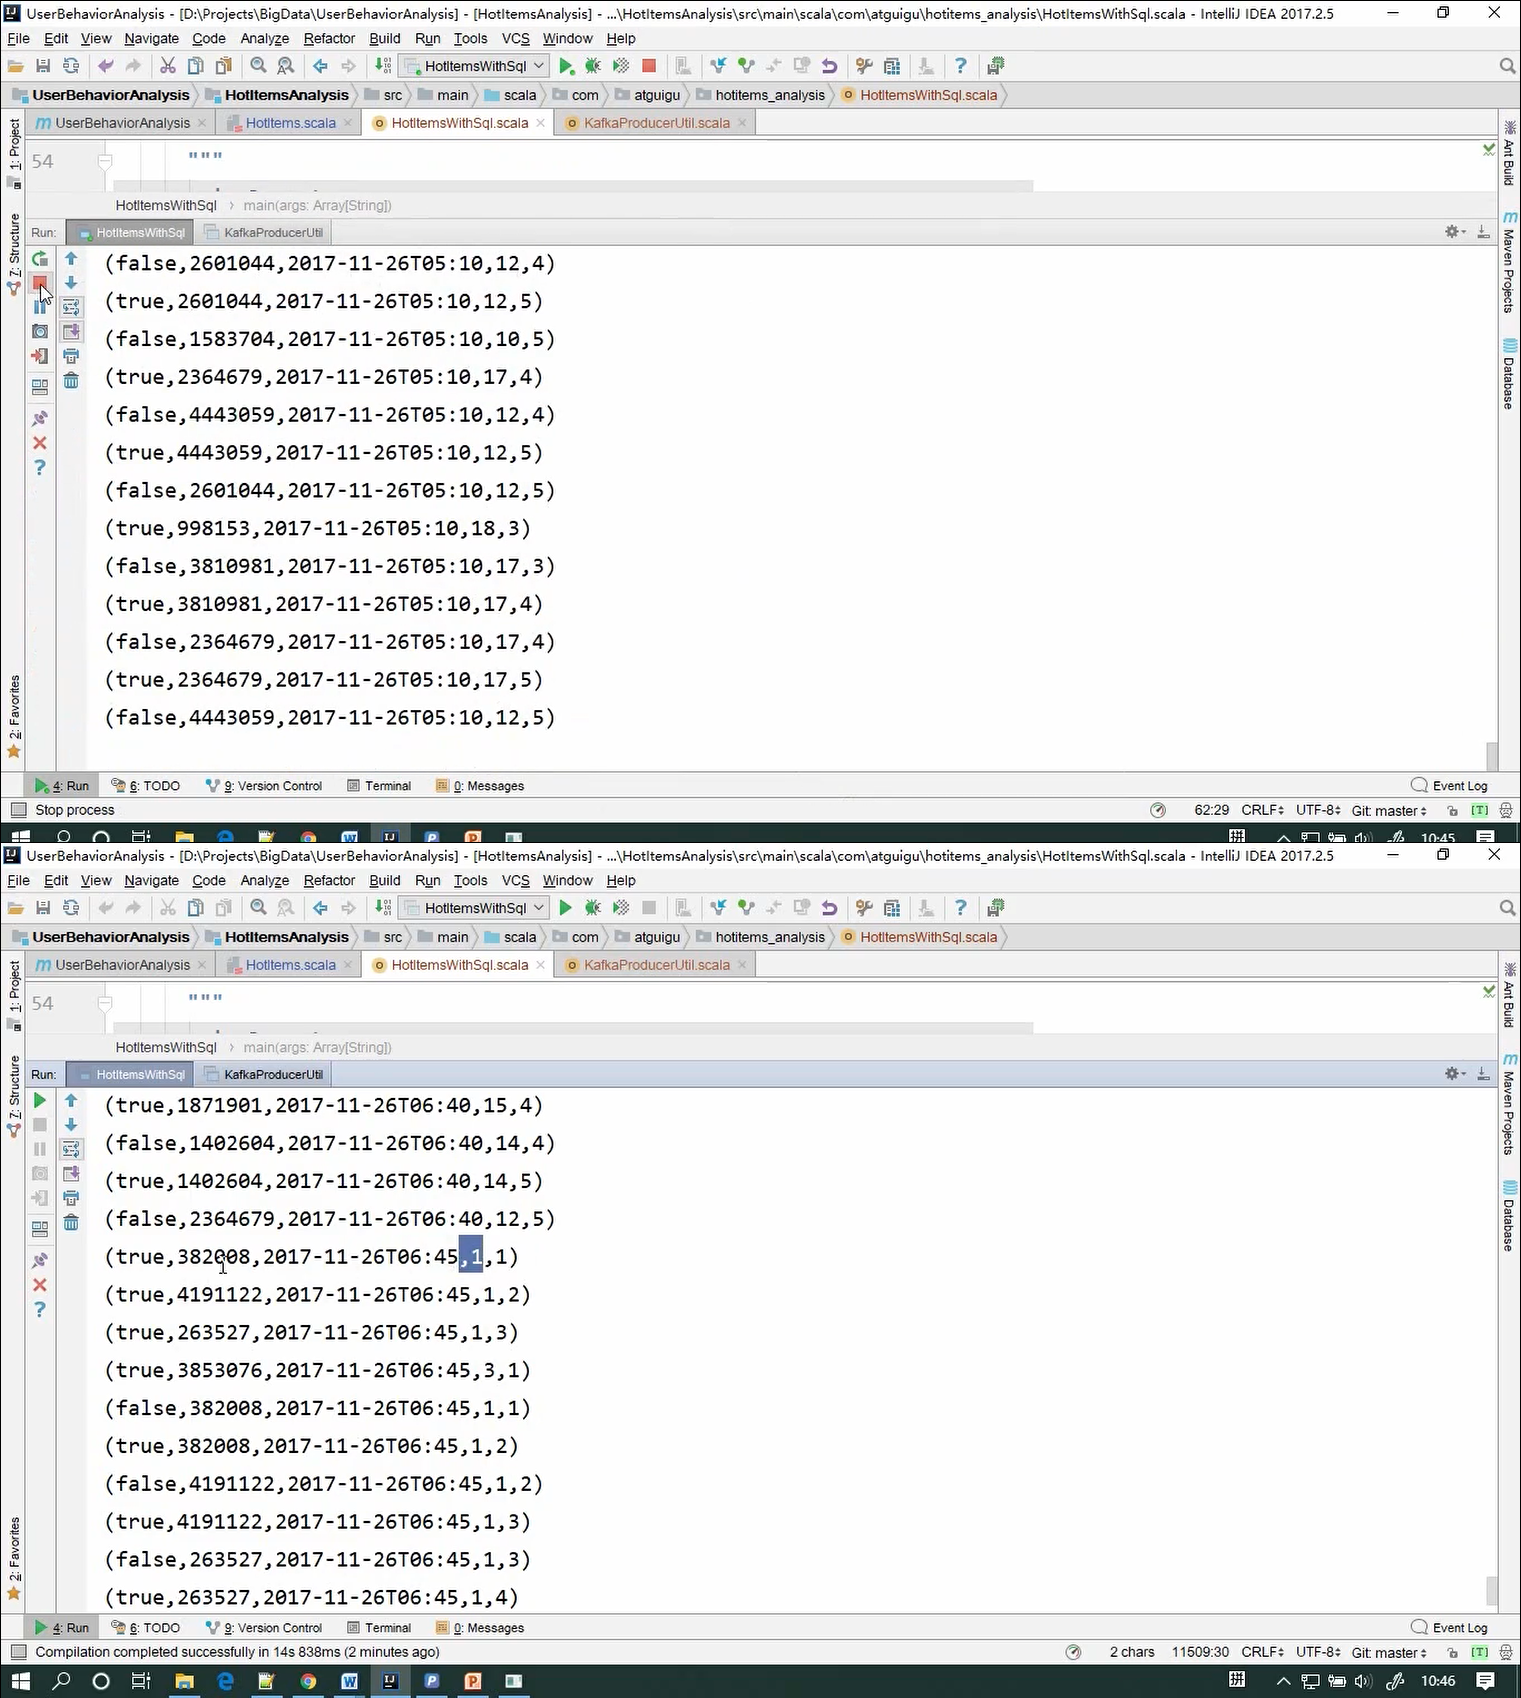 UserBehaviorAnalysis - [D:\Projects\BigData\UserBehaviorAnalysis] - [HotItemsAnalysis] - ...\HotItemsAnalysis\src\main\scala\com\atguigu\hotitems_analysis\HotItemsWithSql.scala - IntelliJ IDEA 2017.2.5
File Edit View Navigate Code Analyze Refactor Build Run Tools VCS Window Help
HotItemsWithSql
UserBehaviorAnalysis HotItemsAnalysis src main scala com atguigu hotitems_analysis HotItemsWithSql.scala
UserBehaviorAnalysis HotItems.scala HotItemsWithSql.scala KafkaProducerUtil.scala
1: Project
7: Structure
2: Favorites
Ant Build
Maven Projects
Database
54 """
HotItemsWithSql main(args: Array[String])
Run: HotItemsWithSql KafkaProducerUtil
(false,2601044,2017-11-26T05:10,12,4)
(true,2601044,2017-11-26T05:10,12,5)
(false,1583704,2017-11-26T05:10,10,5)
(true,2364679,2017-11-26T05:10,17,4)
(false,4443059,2017-11-26T05:10,12,4)
(true,4443059,2017-11-26T05:10,12,5)
(false,2601044,2017-11-26T05:10,12,5)
(true,998153,2017-11-26T05:10,18,3)
(false,3810981,2017-11-26T05:10,17,3)
(true,3810981,2017-11-26T05:10,17,4)
(false,2364679,2017-11-26T05:10,17,4)
(true,2364679,2017-11-26T05:10,17,5)
(false,4443059,2017-11-26T05:10,12,5)
4: Run 6: TODO 9: Version Control Terminal 0: Messages Event Log
Stop process 62:29 CRLF UTF-8 Git: master
拼 10:45
UserBehaviorAnalysis - [D:\Projects\BigData\UserBehaviorAnalysis] - [HotItemsAnalysis] - ...\HotItemsAnalysis\src\main\scala\com\atguigu\hotitems_analysis\HotItemsWithSql.scala - IntelliJ IDEA 2017.2.5
File Edit View Navigate Code Analyze Refactor Build Run Tools VCS Window Help
HotItemsWithSql
UserBehaviorAnalysis HotItemsAnalysis src main scala com atguigu hotitems_analysis HotItemsWithSql.scala
UserBehaviorAnalysis HotItems.scala HotItemsWithSql.scala KafkaProducerUtil.scala
1: Project
7: Structure
2: Favorites
Ant Build
Maven Projects
Database
54 """
HotItemsWithSql main(args: Array[String])
Run: HotItemsWithSql KafkaProducerUtil
(true,1871901,2017-11-26T06:40,15,4)
(false,1402604,2017-11-26T06:40,14,4)
(true,1402604,2017-11-26T06:40,14,5)
(false,2364679,2017-11-26T06:40,12,5)
(true,382008,2017-11-26T06:45,1,1)
(true,4191122,2017-11-26T06:45,1,2)
(true,263527,2017-11-26T06:45,1,3)
(true,3853076,2017-11-26T06:45,3,1)
(false,382008,2017-11-26T06:45,1,1)
(true,382008,2017-11-26T06:45,1,2)
(false,4191122,2017-11-26T06:45,1,2)
(true,4191122,2017-11-26T06:45,1,3)
(false,263527,2017-11-26T06:45,1,3)
(true,263527,2017-11-26T06:45,1,4)
4: Run 6: TODO 9: Version Control Terminal 0: Messages Event Log
Compilation completed successfully in 14s 838ms (2 minutes ago) 2 chars 11509:30 CRLF UTF-8 Git: master
拼 10:46